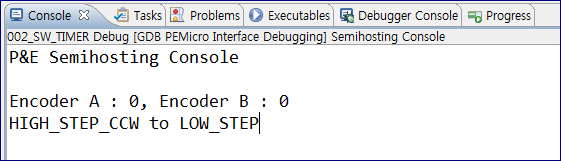 Console Tasks Problems Executables Debugger Console Progress
002_SW_TIMER Debug [GDB PEMicro Interface Debugging] Semihosting Console
P&E Semihosting Console
Encoder A : 0, Encoder B : 0
HIGH_STEP_CCW to LOW_STEP